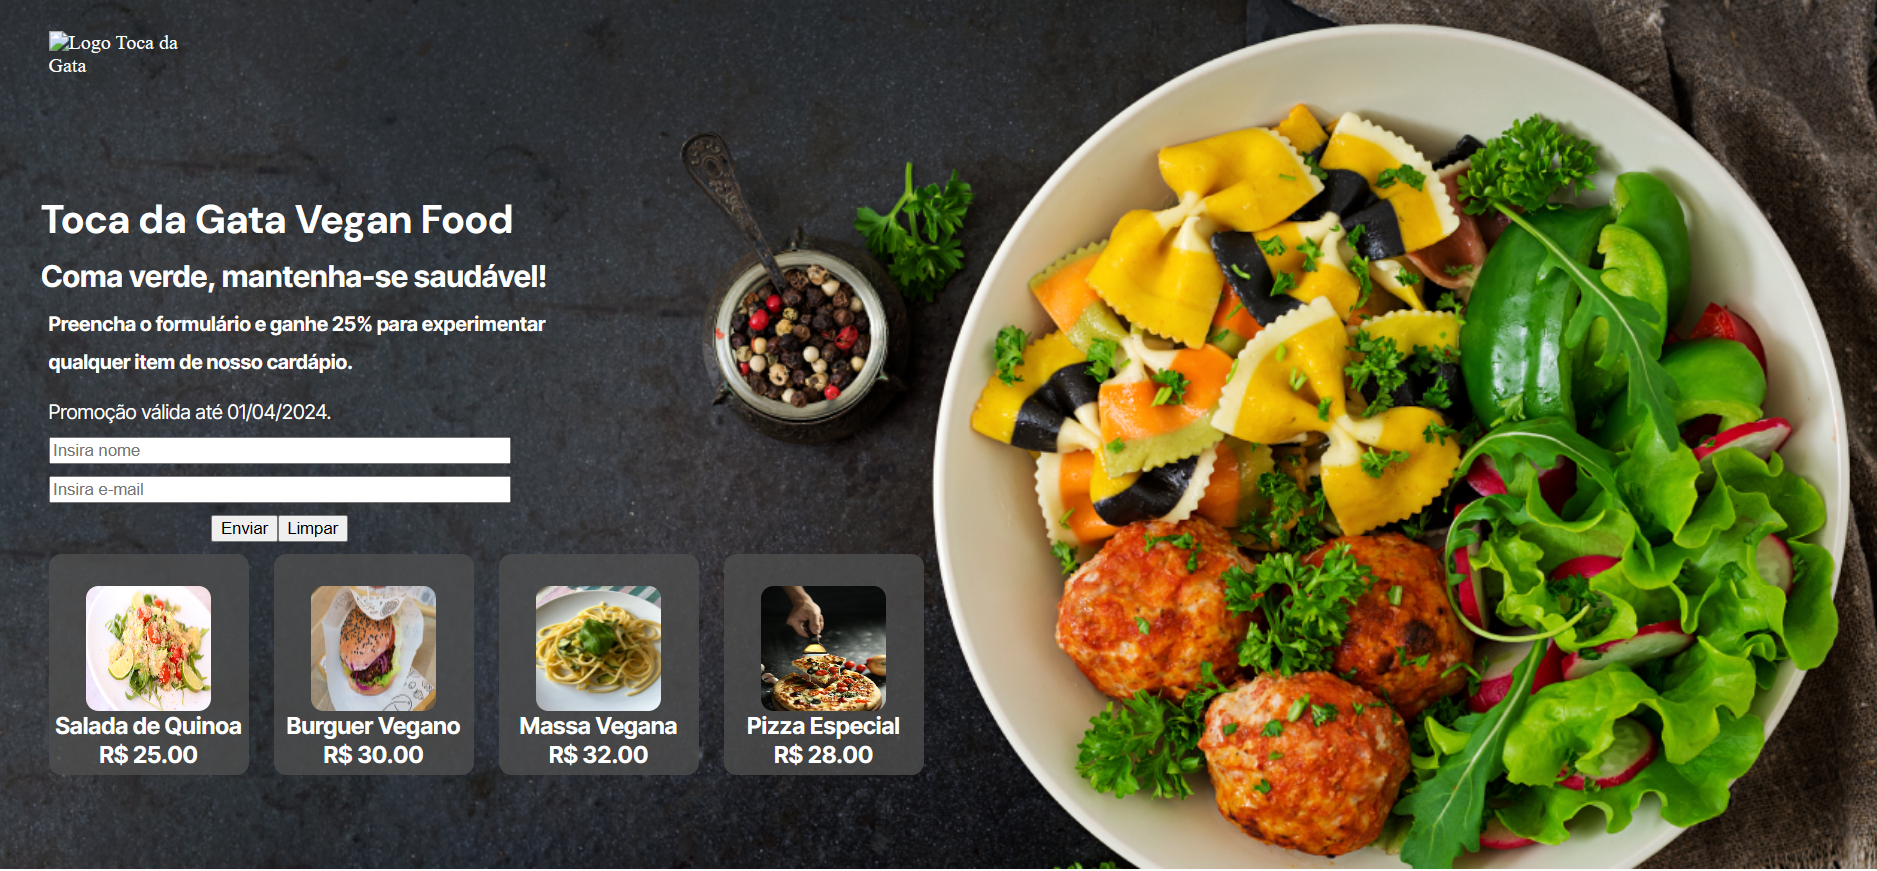 Logo Toca da
Gata
Toca da Gata Vegan Food
Coma verde, mantenha-se saudável!
Preencha o formulário e ganhe 25% para experimentar
qualquer item de nosso cardápio.
Promoção válida até 01/04/2024.
Insira nome
Insira e-mail
Enviar Limpar
Salada de Quinoa
R$ 25.00
Burguer Vegano
R$ 30.00
Massa Vegana
R$ 32.00
Pizza Especial
R$ 28.00